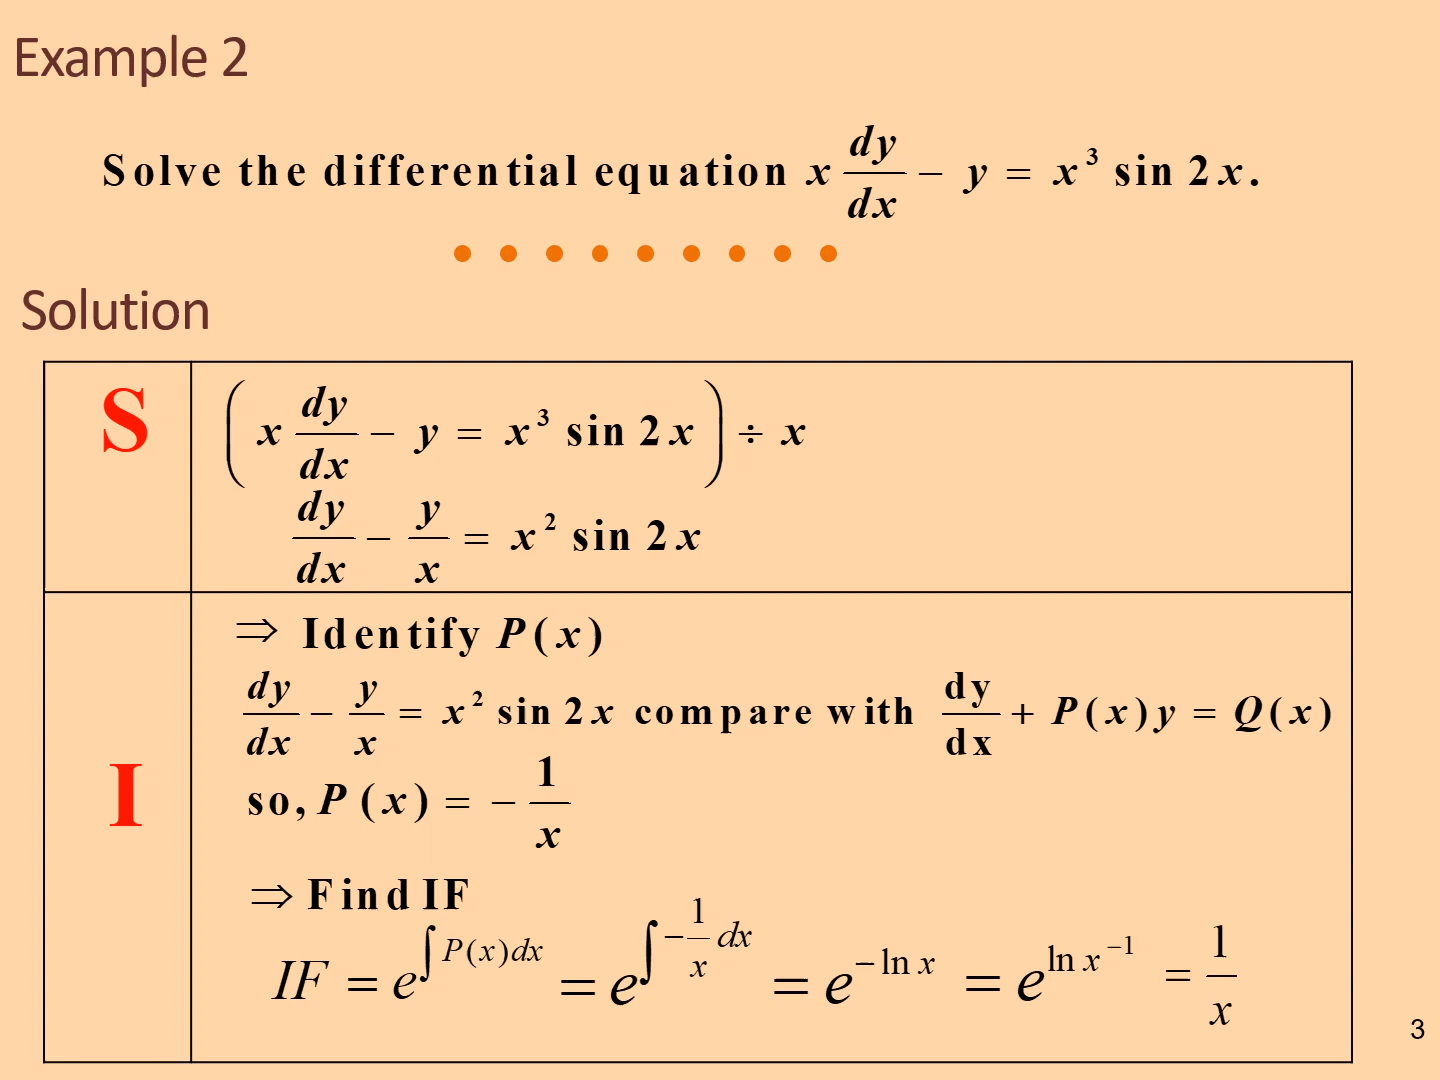 Example 2
Solve the differential equation x dy/dx − y = x³ sin 2x.
Solution
S
(x dy/dx − y = x³ sin 2x) ÷ x
dy/dx − y/x = x² sin 2x
I
⇒ Identify P(x)
dy/dx − y/x = x² sin 2x compare with dy/dx + P(x)y = Q(x)
so, P(x) = − 1/x
⇒ Find IF
IF = e^∫P(x)dx = e^∫−1/x dx = e^−ln x = e^ln x^−1 = 1/x
3